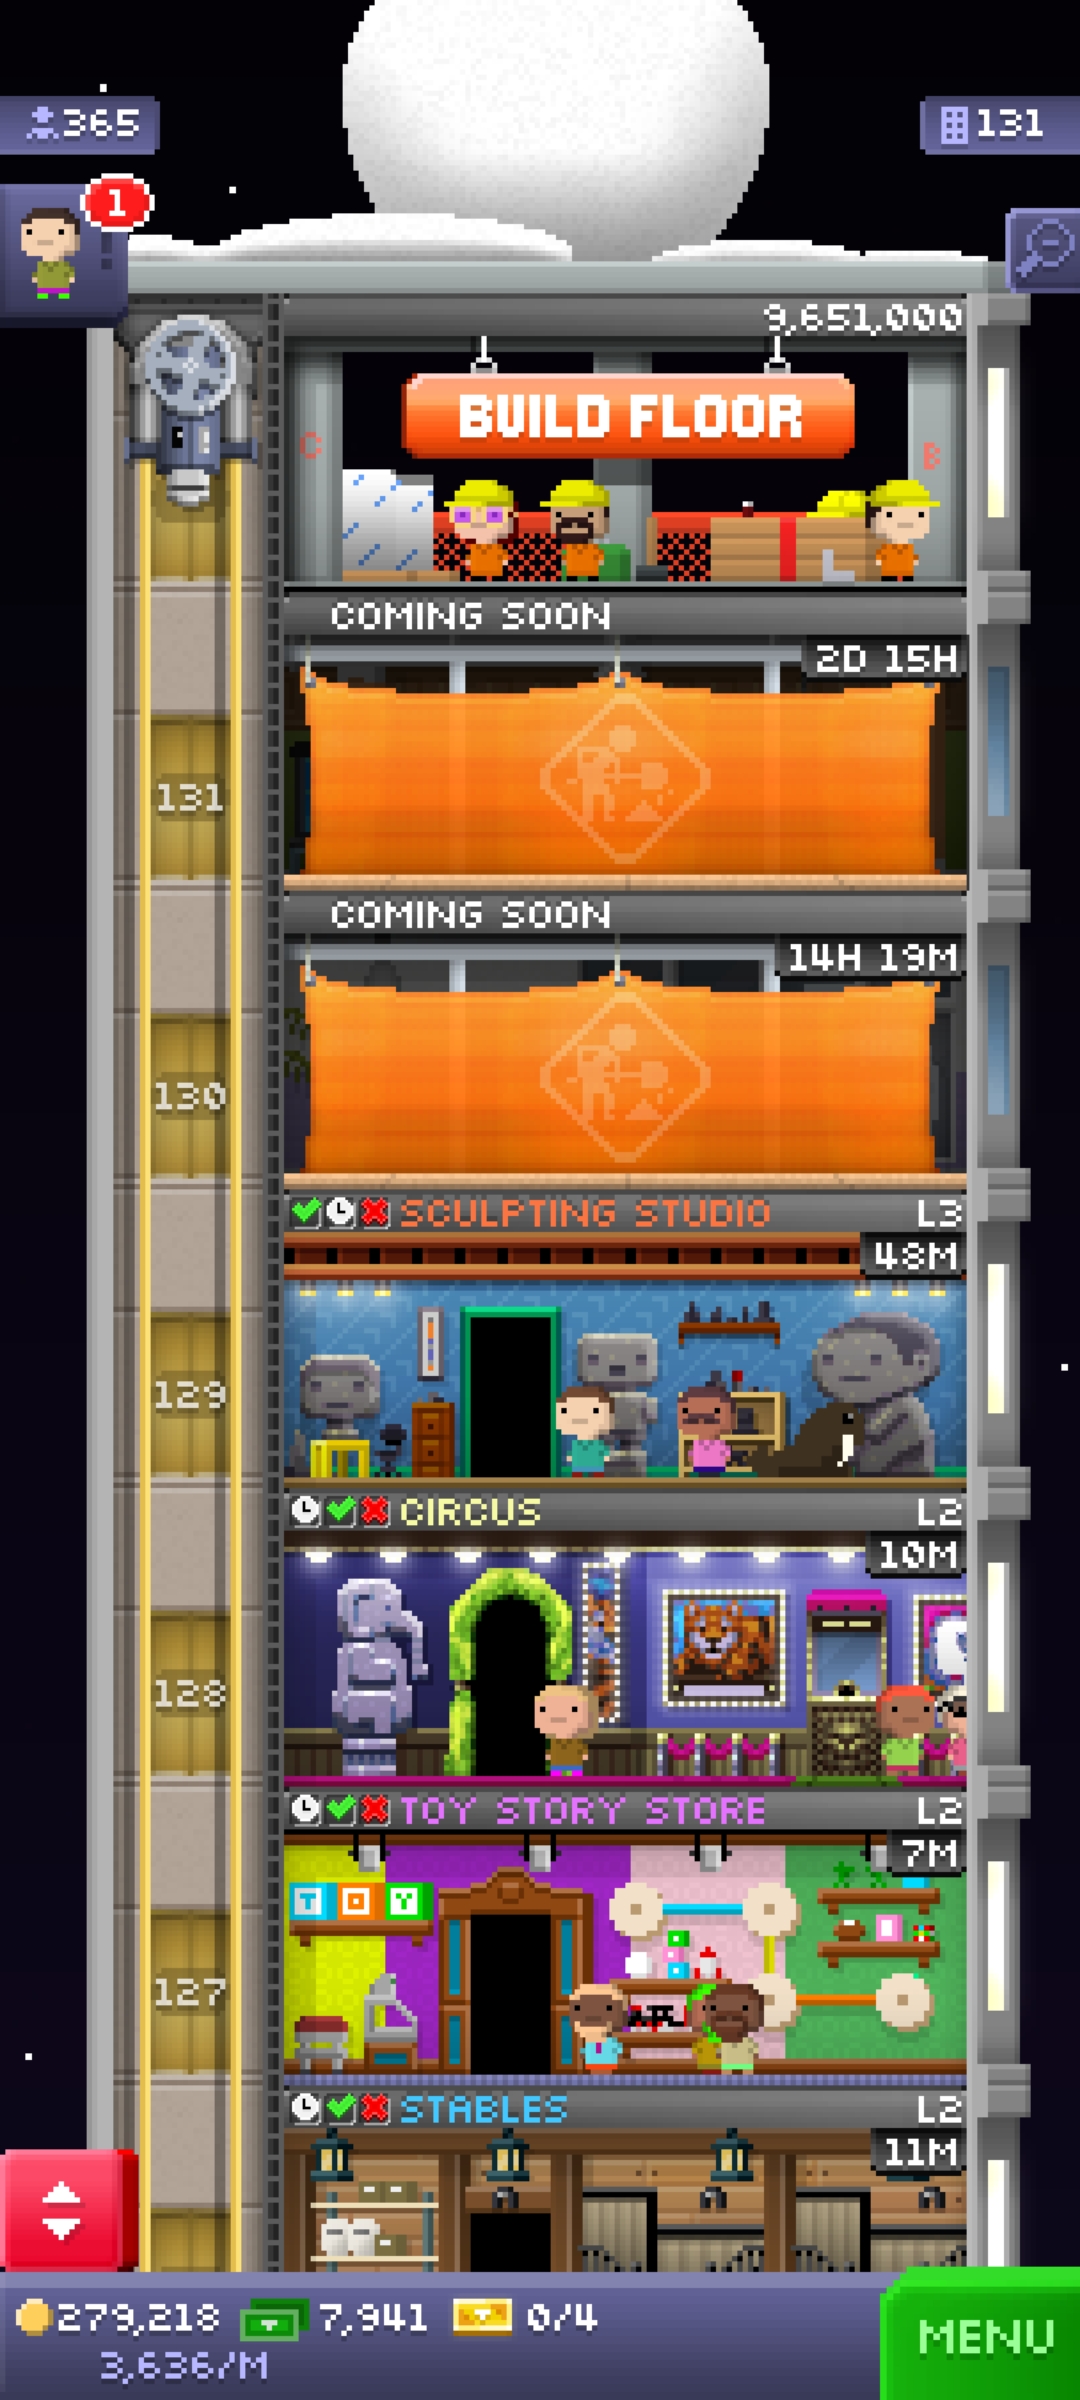 365
131
1
9,651,000
BUILD FLOOR
C
B
COMING SOON
2D 15H
131
COMING SOON
14H 19M
130
SCULPTING STUDIO L3
48M
129
CIRCUS L2
10M
128
TOY STORY STORE L2
7M
TOY
127
STABLES L2
11M
279,218 7,941 0/4
3,636/M
MENU